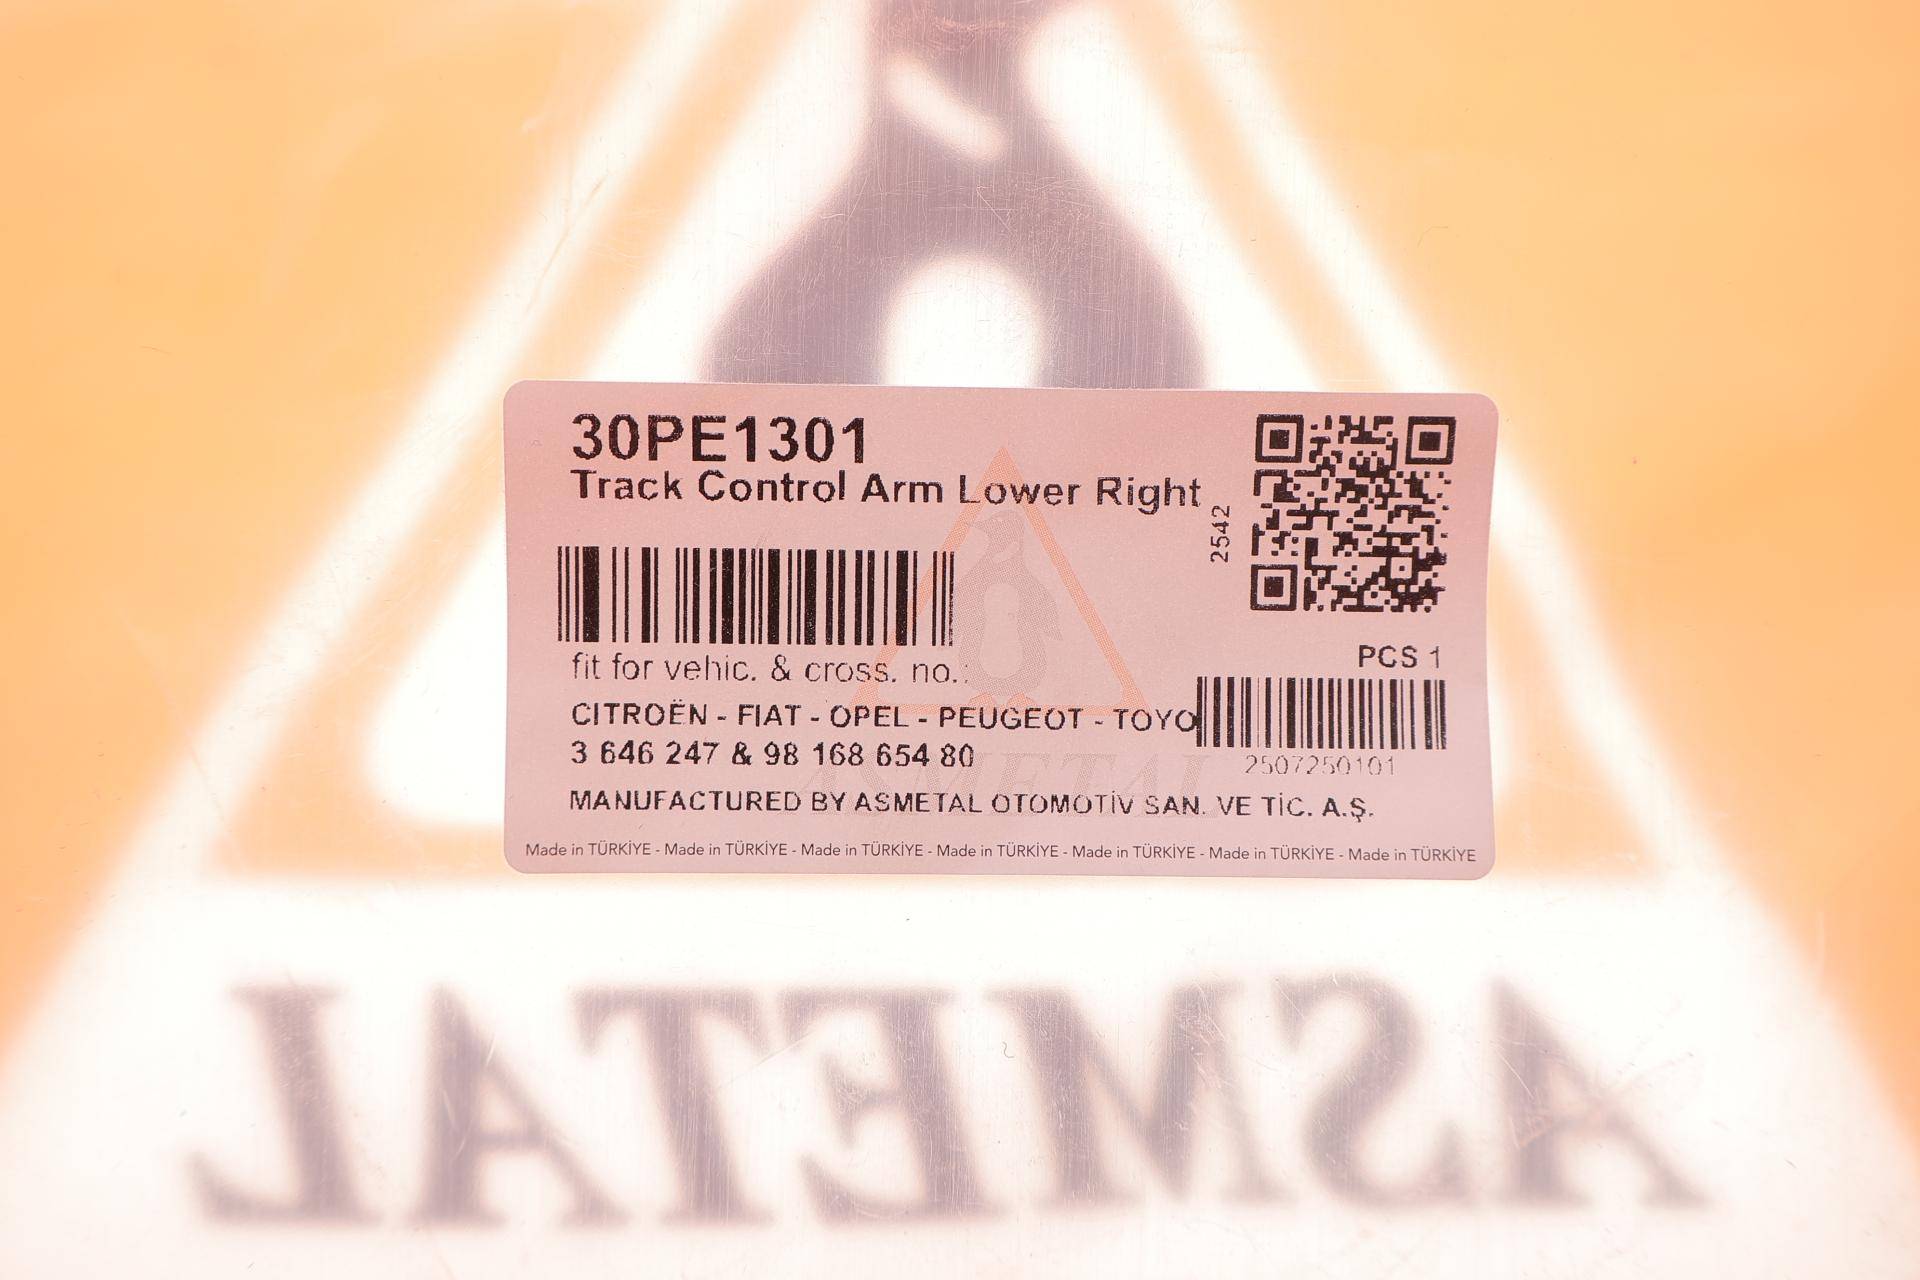 30PE1301
Track Control Arm Lower Right
2542
fit for vehic. & cross. no.:
PCS 1
CITROËN - FIAT - OPEL - PEUGEOT - TOYO
3 646 247 & 98 168 654 80
2507250101
MANUFACTURED BY ASMETAL OTOMOTİV SAN. VE TİC. A.Ş.
ASMETAL
Made in TÜRKİYE - Made in TÜRKİYE - Made in TÜRKİYE - Made in TÜRKİYE - Made in TÜRKİYE - Made in TÜRKİYE - Made in TÜRKİYE
ASMETAL